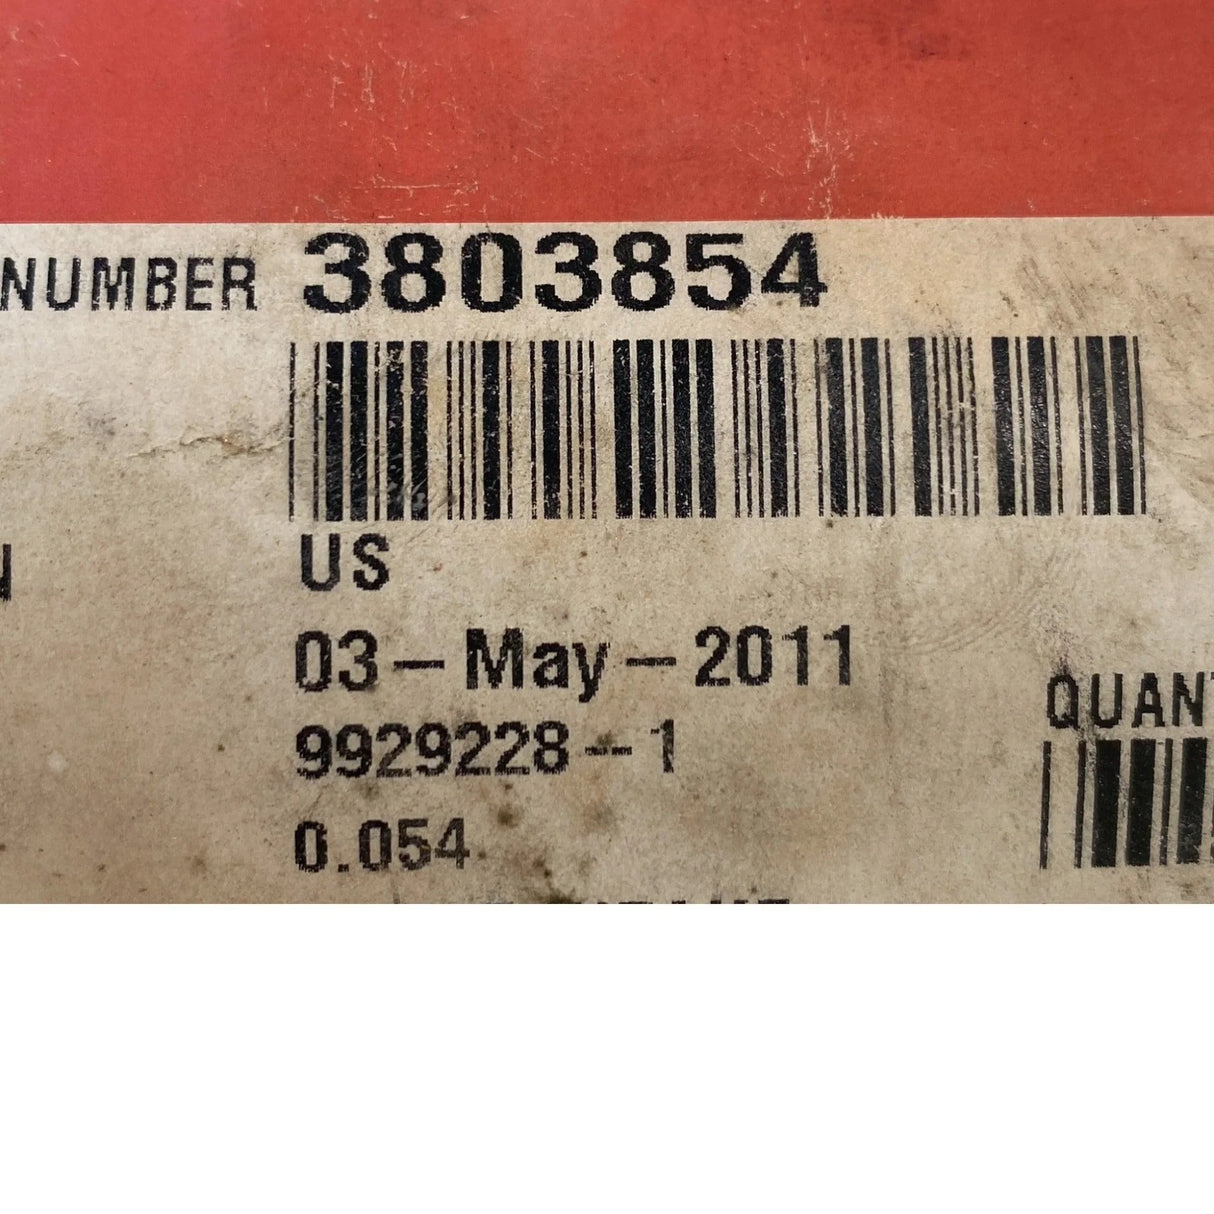 NUMBER 3803854
US
03-May-2011
QUANT
9929228-1
0.054